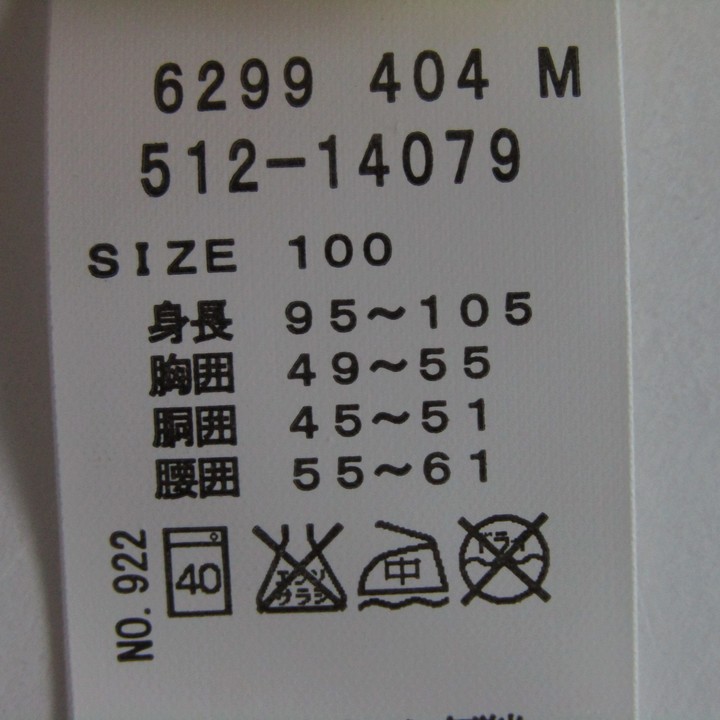 6299 404 M
512-14079
SIZE 100
身長 95～105
胸囲 49～55
胴囲 45～51
腰囲 55～61
NO. 922
40
エンソ
サラシ
中
ドライ